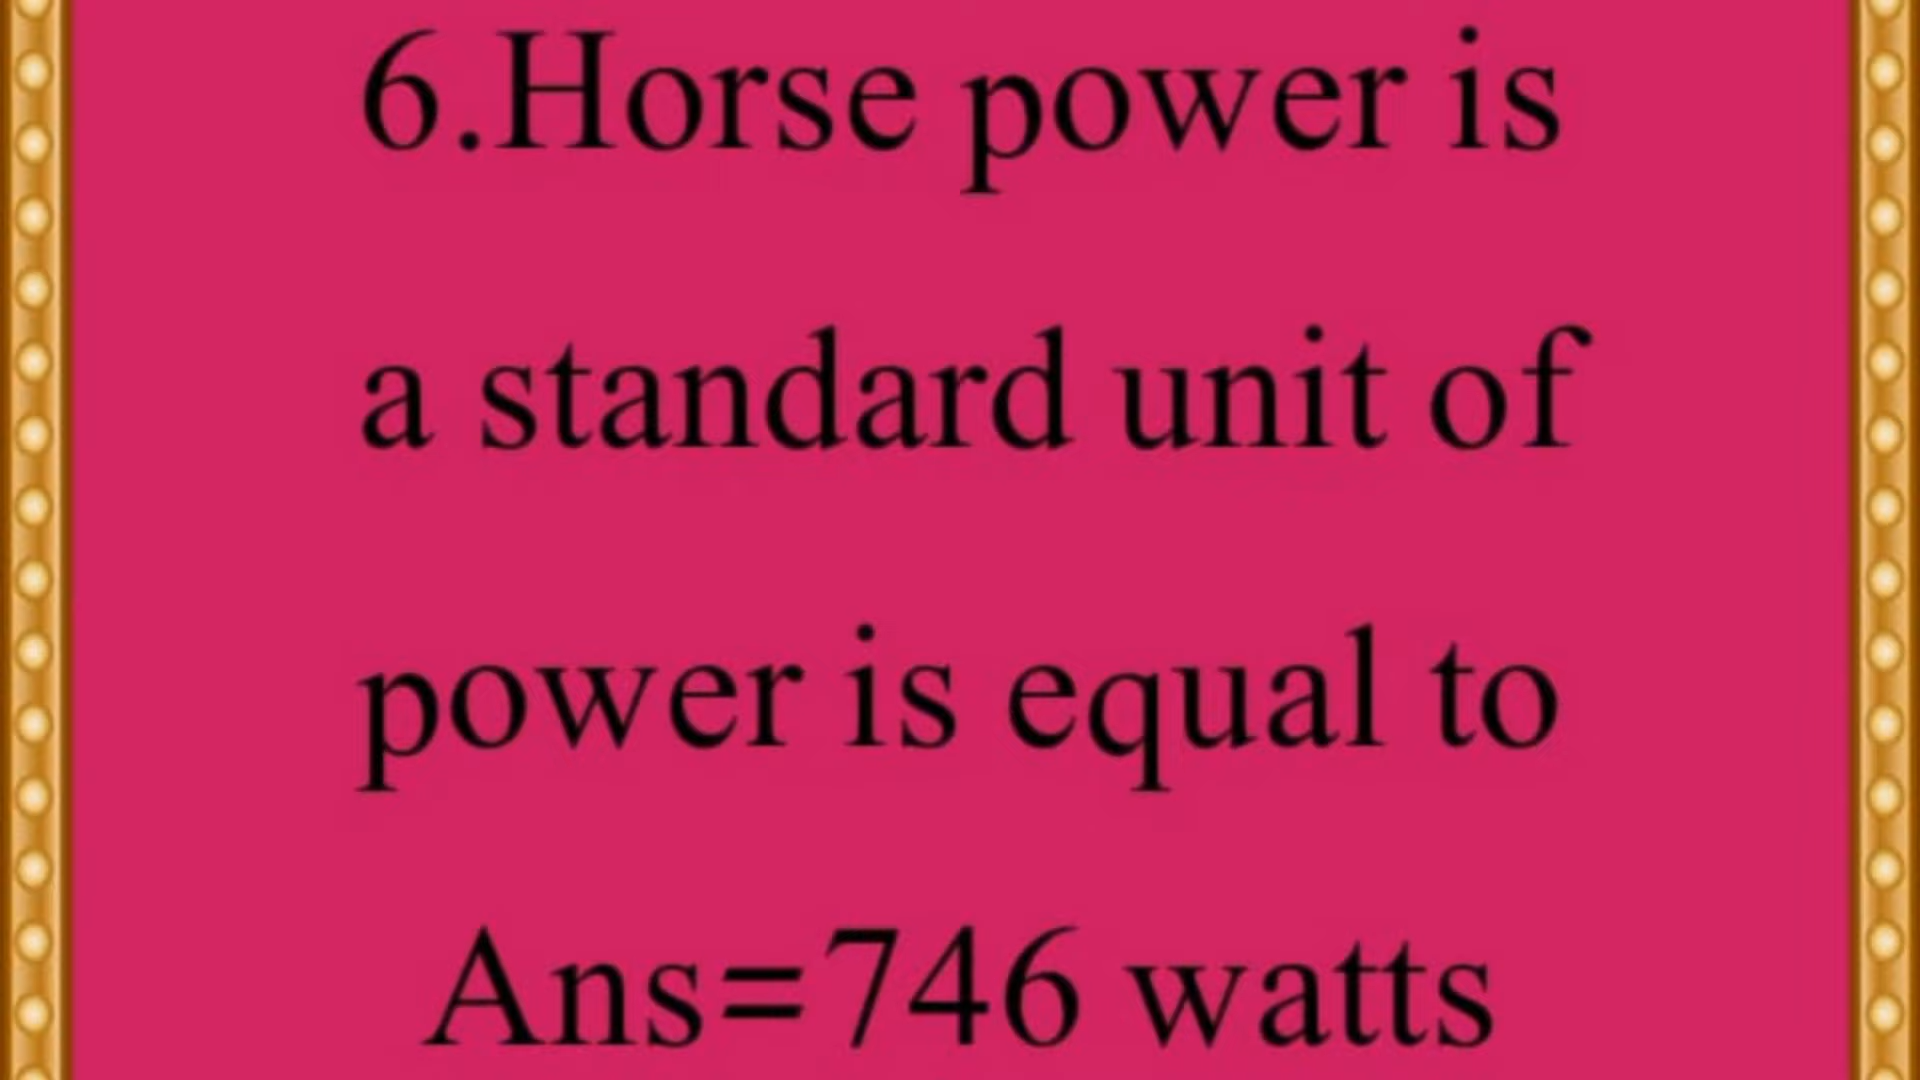 6.Horse power is
a standard unit of
power is equal to
Ans=746 watts